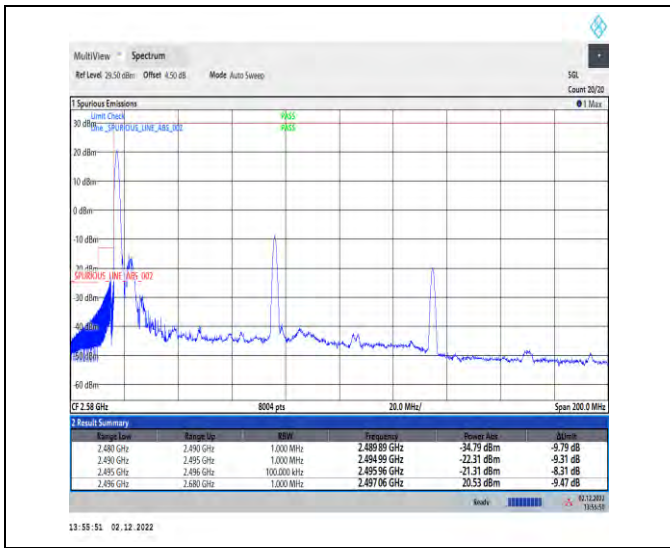 MultiView Spectrum
Ref Level 29.50 dBm Offset 4.50 dB Mode Auto Sweep SGL
Count 20/20
1 Spurious Emissions 1 Max
Limit Check PASS
30 dBm Line _SPURIOUS_LINE_ABS_002 PASS
20 dBm
10 dBm
0 dBm
-10 dBm
-20 dBm
_SPURIOUS_LINE_ABS_002
-30 dBm
-40 dBm
-50 dBm
-60 dBm
CF 2.58 GHz 8004 pts 20.0 MHz/ Span 200.0 MHz
2 Result Summary
Range Low Range Up RBW Frequency Power Abs ΔLimit
2.480 GHz 2.490 GHz 1.000 MHz 2.489 89 GHz -34.79 dBm -9.79 dB
2.490 GHz 2.495 GHz 1.000 MHz 2.494 99 GHz -22.31 dBm -9.31 dB
2.495 GHz 2.496 GHz 100.000 kHz 2.495 96 GHz -21.31 dBm -8.31 dB
2.496 GHz 2.680 GHz 1.000 MHz 2.497 06 GHz 20.53 dBm -9.47 dB
Ready 02.12.2022
13:55:51 02.12.2022